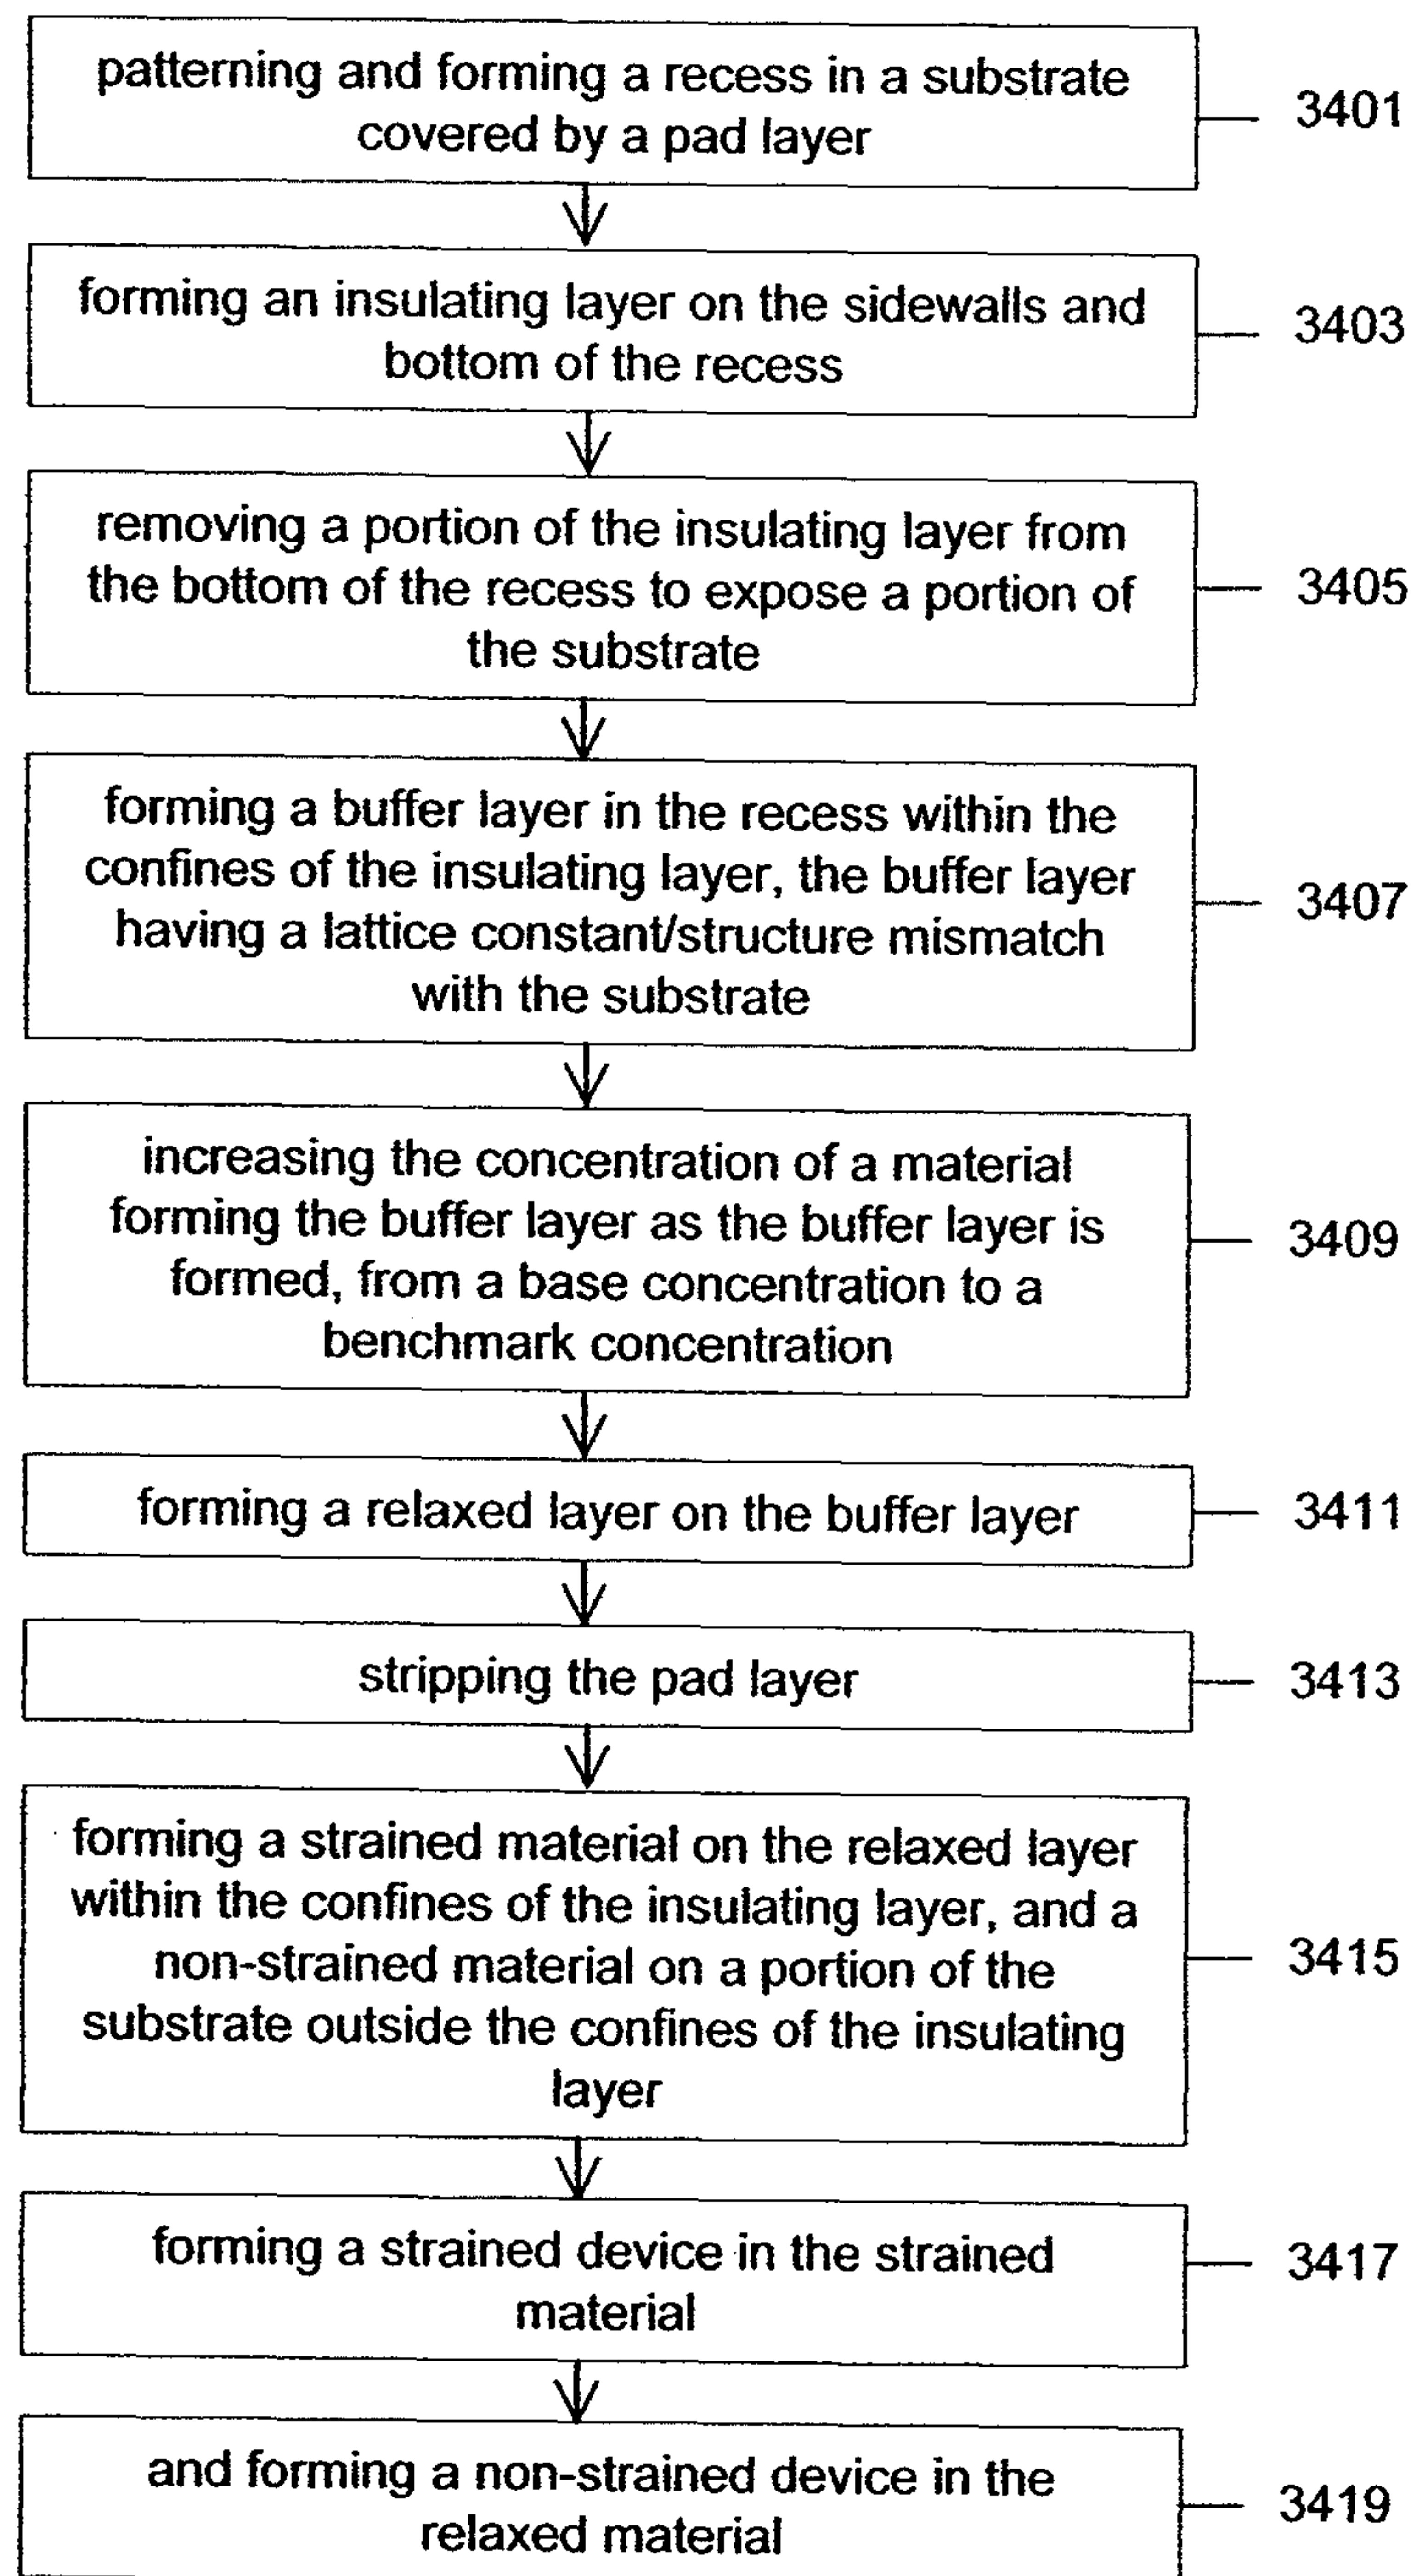 patterning and forming a recess in a substrate
covered by a pad layer
3401
forming an insulating layer on the sidewalls and
bottom of the recess
3403
removing a portion of the insulating layer from
the bottom of the recess to expose a portion of
the substrate
3405
forming a buffer layer in the recess within the
confines of the insulating layer, the buffer layer
having a lattice constant/structure mismatch
with the substrate
3407
increasing the concentration of a material
forming the buffer layer as the buffer layer is
formed, from a base concentration to a
benchmark concentration
3409
forming a relaxed layer on the buffer layer
3411
stripping the pad layer
3413
forming a strained material on the relaxed layer
within the confines of the insulating layer, and a
non-strained material on a portion of the
substrate outside the confines of the insulating
layer
3415
forming a strained device in the strained
material
3417
and forming a non-strained device in the
relaxed material
3419